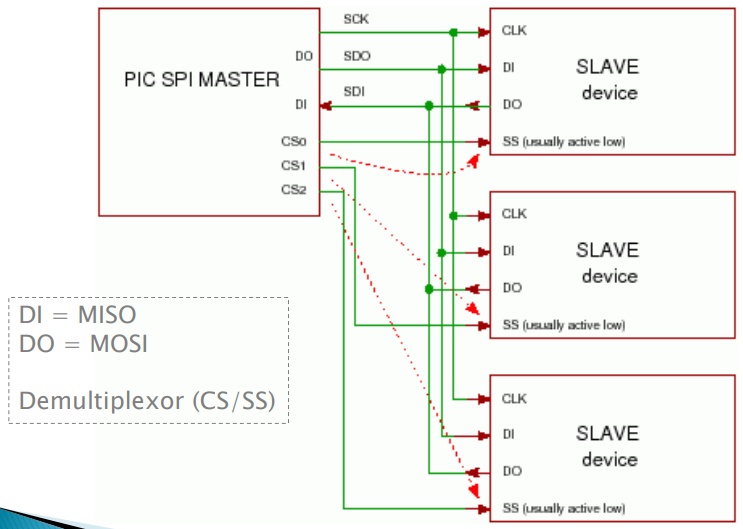 PIC SPI MASTER
DO
DI
CS0
CS1
CS2
SCK
SDO
SDI
CLK
DI
DO
SS (usually active low)
SLAVE
device
CLK
DI
DO
SS (usually active low)
SLAVE
device
CLK
DI
DO
SS (usually active low)
SLAVE
device
DI = MISO
DO = MOSI
Demultiplexor (CS/SS)